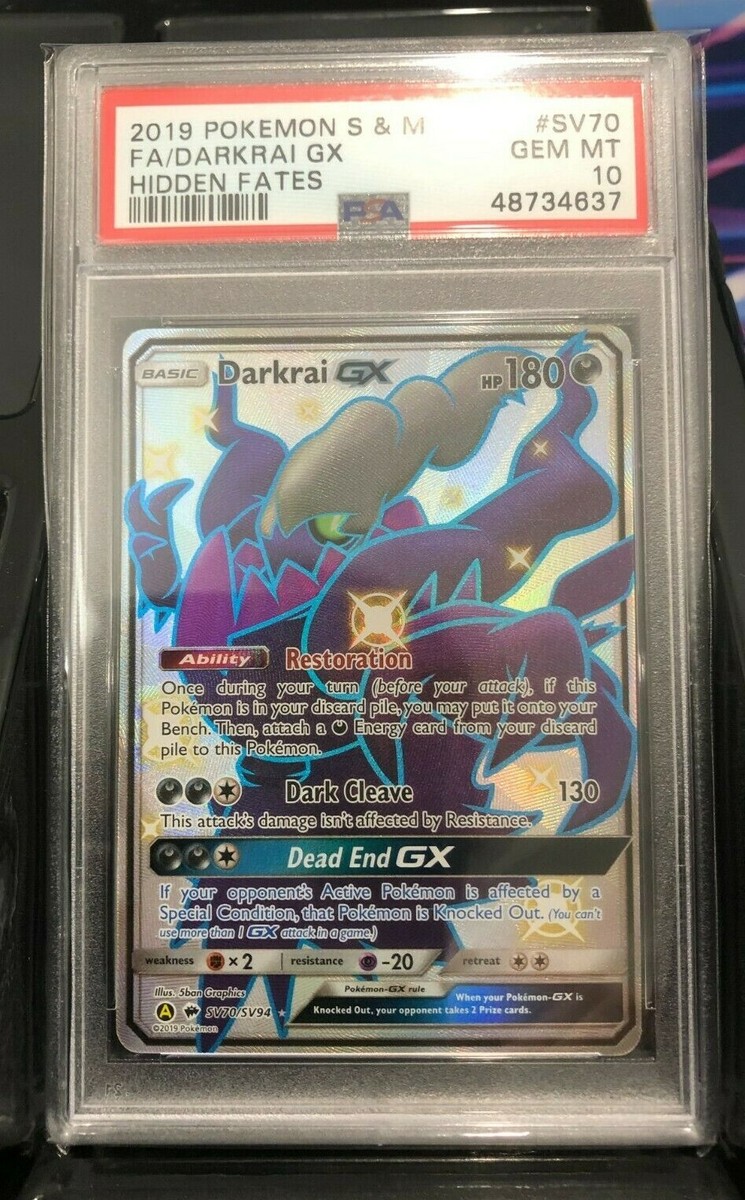 2019 POKEMON S & M #SV70
FA/DARKRAI GX GEM MT
HIDDEN FATES 10
PSA 48734637
BASIC Darkrai GX HP 180
Ability Restoration
Once during your turn (before your attack), if this
Pokémon is in your discard pile, you may put it onto your
Bench. Then, attach a Energy card from your discard
pile to this Pokémon.
Dark Cleave 130
This attack's damage isn't affected by Resistance.
Dead End GX
If your opponent's Active Pokémon is affected by a
Special Condition, that Pokémon is Knocked Out. (You can't
use more than 1 GX attack in a game.)
weakness ×2 resistance -20 retreat
Illus. 5ban Graphics
A SV70/SV94
©2019 Pokémon
Pokémon-GX rule
When your Pokémon-GX is
Knocked Out, your opponent takes 2 Prize cards.